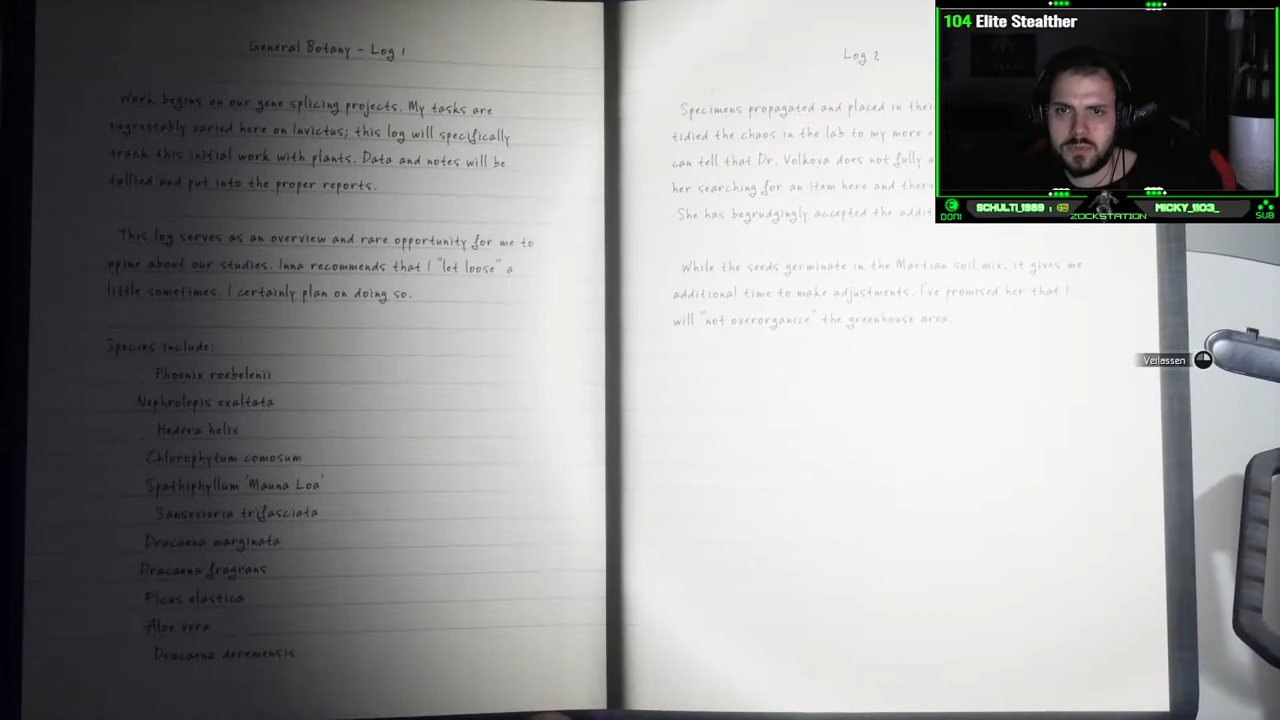 General Botany - Log 1
Work begins on our gene splicing projects. My tasks are
regrettably varied here on Invictus; this log will specifically
track this initial work with plants. Data and notes will be
tallied and put into the proper reports.
This log serves as an overview and rare opportunity for me to
opine about our studies. Inna recommends that I "let loose" a
little sometimes. I certainly plan on doing so.
Species include:
Phoenix roebelenii
Nephrolepis exaltata
Hedera helix
Chlorophytum comosum
Spathiphyllum 'Mauna Loa'
Sansevieria trifasciata
Dracaena marginata
Dracaena fragrans
Ficus elastica
Aloe vera
Dracaena deremensis
Log 2
Specimens propagated and placed in their
tidied the chaos in the lab to my more
can tell that Dr. Volkova does not fully
her searching for an item here and there
She has begrudgingly accepted the
While the seeds germinate in the Martian soil mix, it gives me
additional time to make adjustments. I've promised her that I
will "not overorganize" the greenhouse area.
104 Elite Stealther
DONI
SCHULTI_1989 :
ZOCKSTATION
MICKY_1103_
SUB
Verlassen